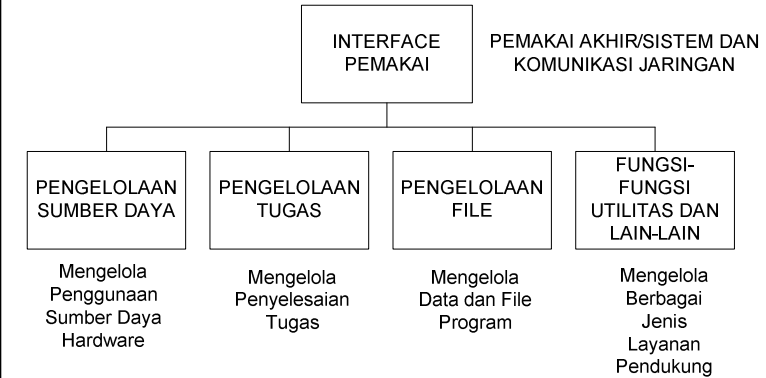 INTERFACE
PEMAKAI
PEMAKAI AKHIR/SISTEM DAN
KOMUNIKASI JARINGAN
PENGELOLAAN
SUMBER DAYA
PENGELOLAAN
TUGAS
PENGELOLAAN
FILE
FUNGSI-
FUNGSI
UTILITAS DAN
LAIN-LAIN
Mengelola
Penggunaan
Sumber Daya
Hardware
Mengelola
Penyelesaian
Tugas
Mengelola
Data dan File
Program
Mengelola
Berbagai
Jenis
Layanan
Pendukung